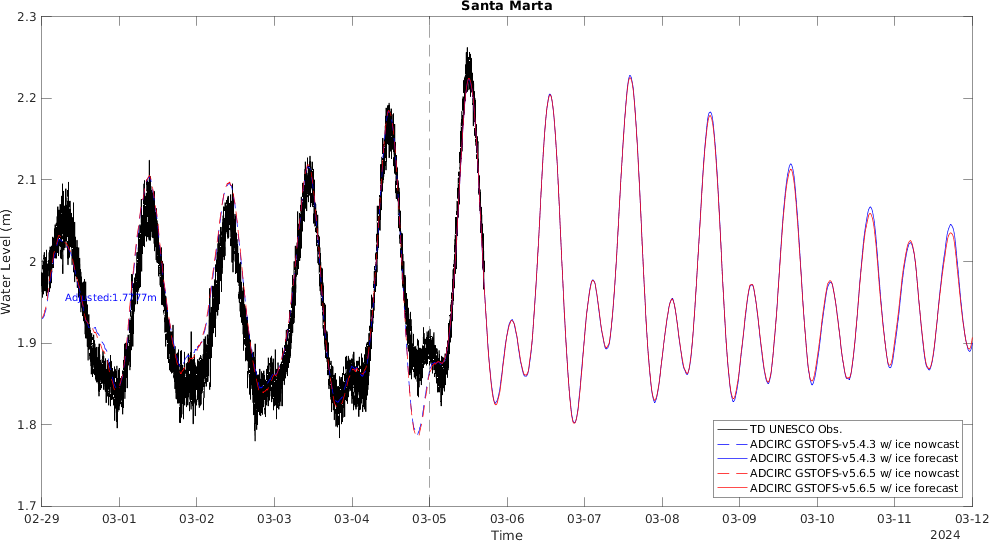 Santa Marta
2.3
2.2
2.1
2
1.9
1.8
1.7
Water Level (m)
Adjusted:1.7777m
TD UNESCO Obs.
ADCIRC GSTOFS-v5.4.3 w/ ice nowcast
ADCIRC GSTOFS-v5.4.3 w/ ice forecast
ADCIRC GSTOFS-v5.6.5 w/ ice nowcast
ADCIRC GSTOFS-v5.6.5 w/ ice forecast
02-29 03-01 03-02 03-03 03-04 03-05 03-06 03-07 03-08 03-09 03-10 03-11 03-12
Time
2024